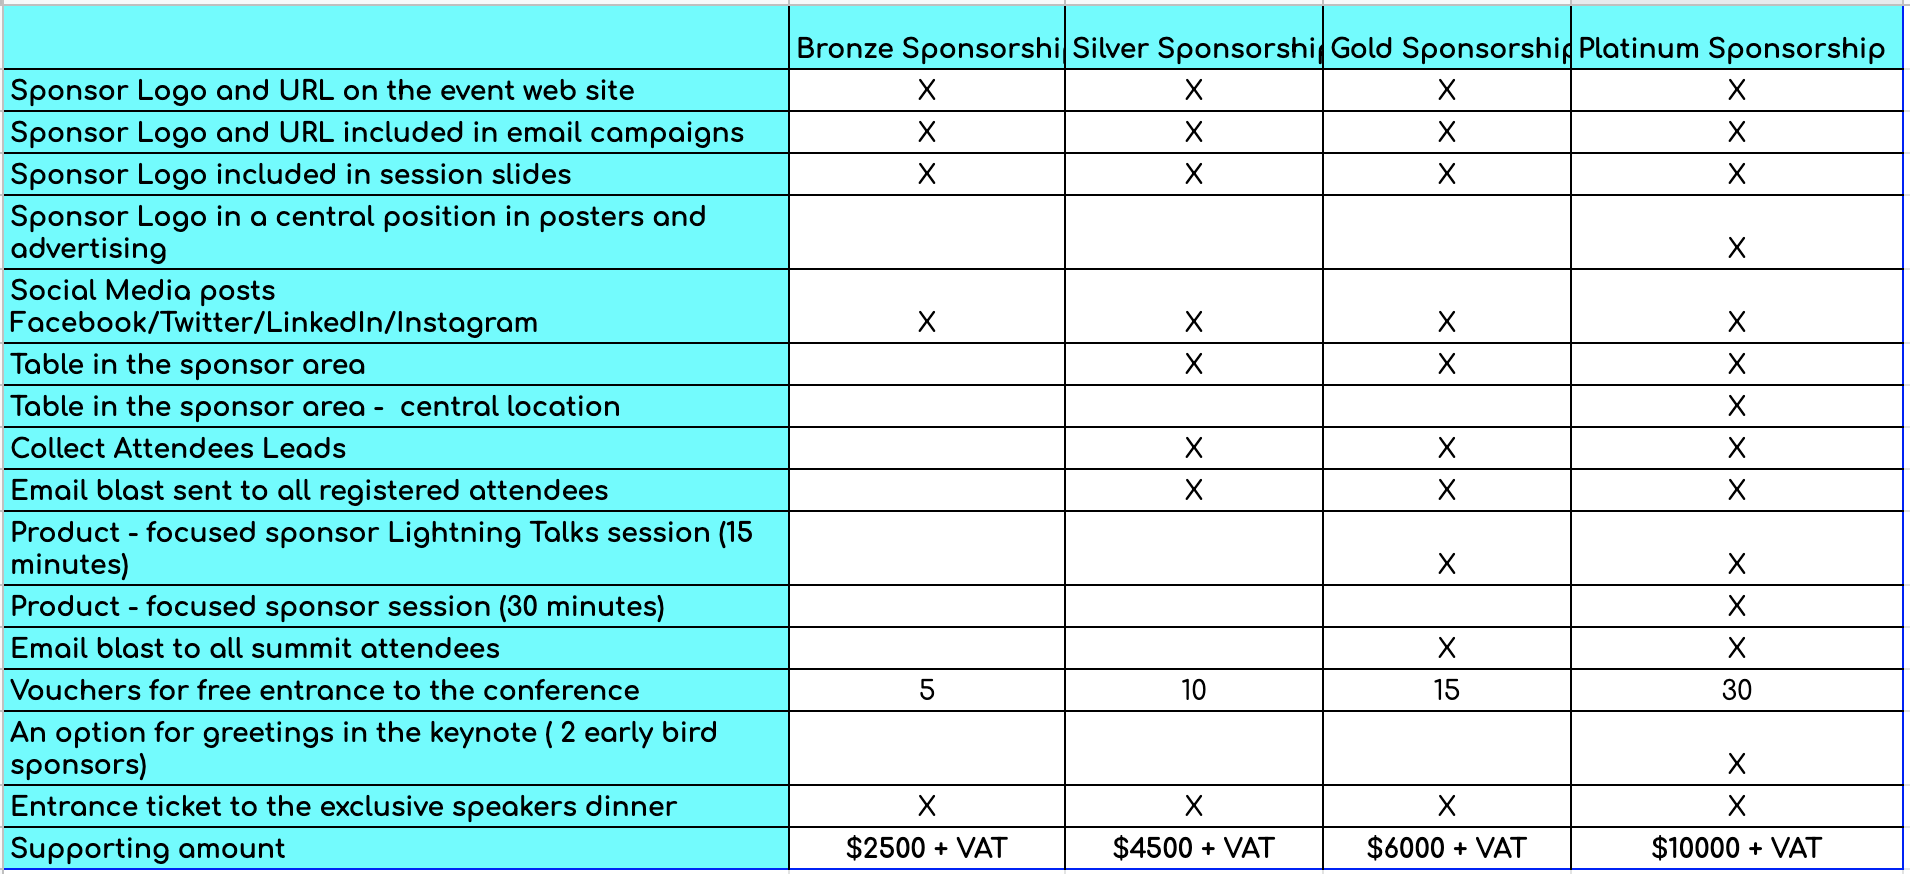 Bronze Sponsorshi Silver Sponsorship Gold Sponsorship Platinum Sponsorship
Sponsor Logo and URL on the event web site X X X X
Sponsor Logo and URL included in email campaigns X X X X
Sponsor Logo included in session slides X X X X
Sponsor Logo in a central position in posters and
advertising X
Social Media posts
Facebook/Twitter/LinkedIn/Instagram X X X X
Table in the sponsor area X X X
Table in the sponsor area -  central location X
Collect Attendees Leads X X X
Email blast sent to all registered attendees X X X
Product - focused sponsor Lightning Talks session (15
minutes) X X
Product - focused sponsor session (30 minutes) X
Email blast to all summit attendees X X
Vouchers for free entrance to the conference 5 10 15 30
An option for greetings in the keynote ( 2 early bird
sponsors) X
Entrance ticket to the exclusive speakers dinner X X X X
Supporting amount $2500 + VAT $4500 + VAT $6000 + VAT $10000 + VAT